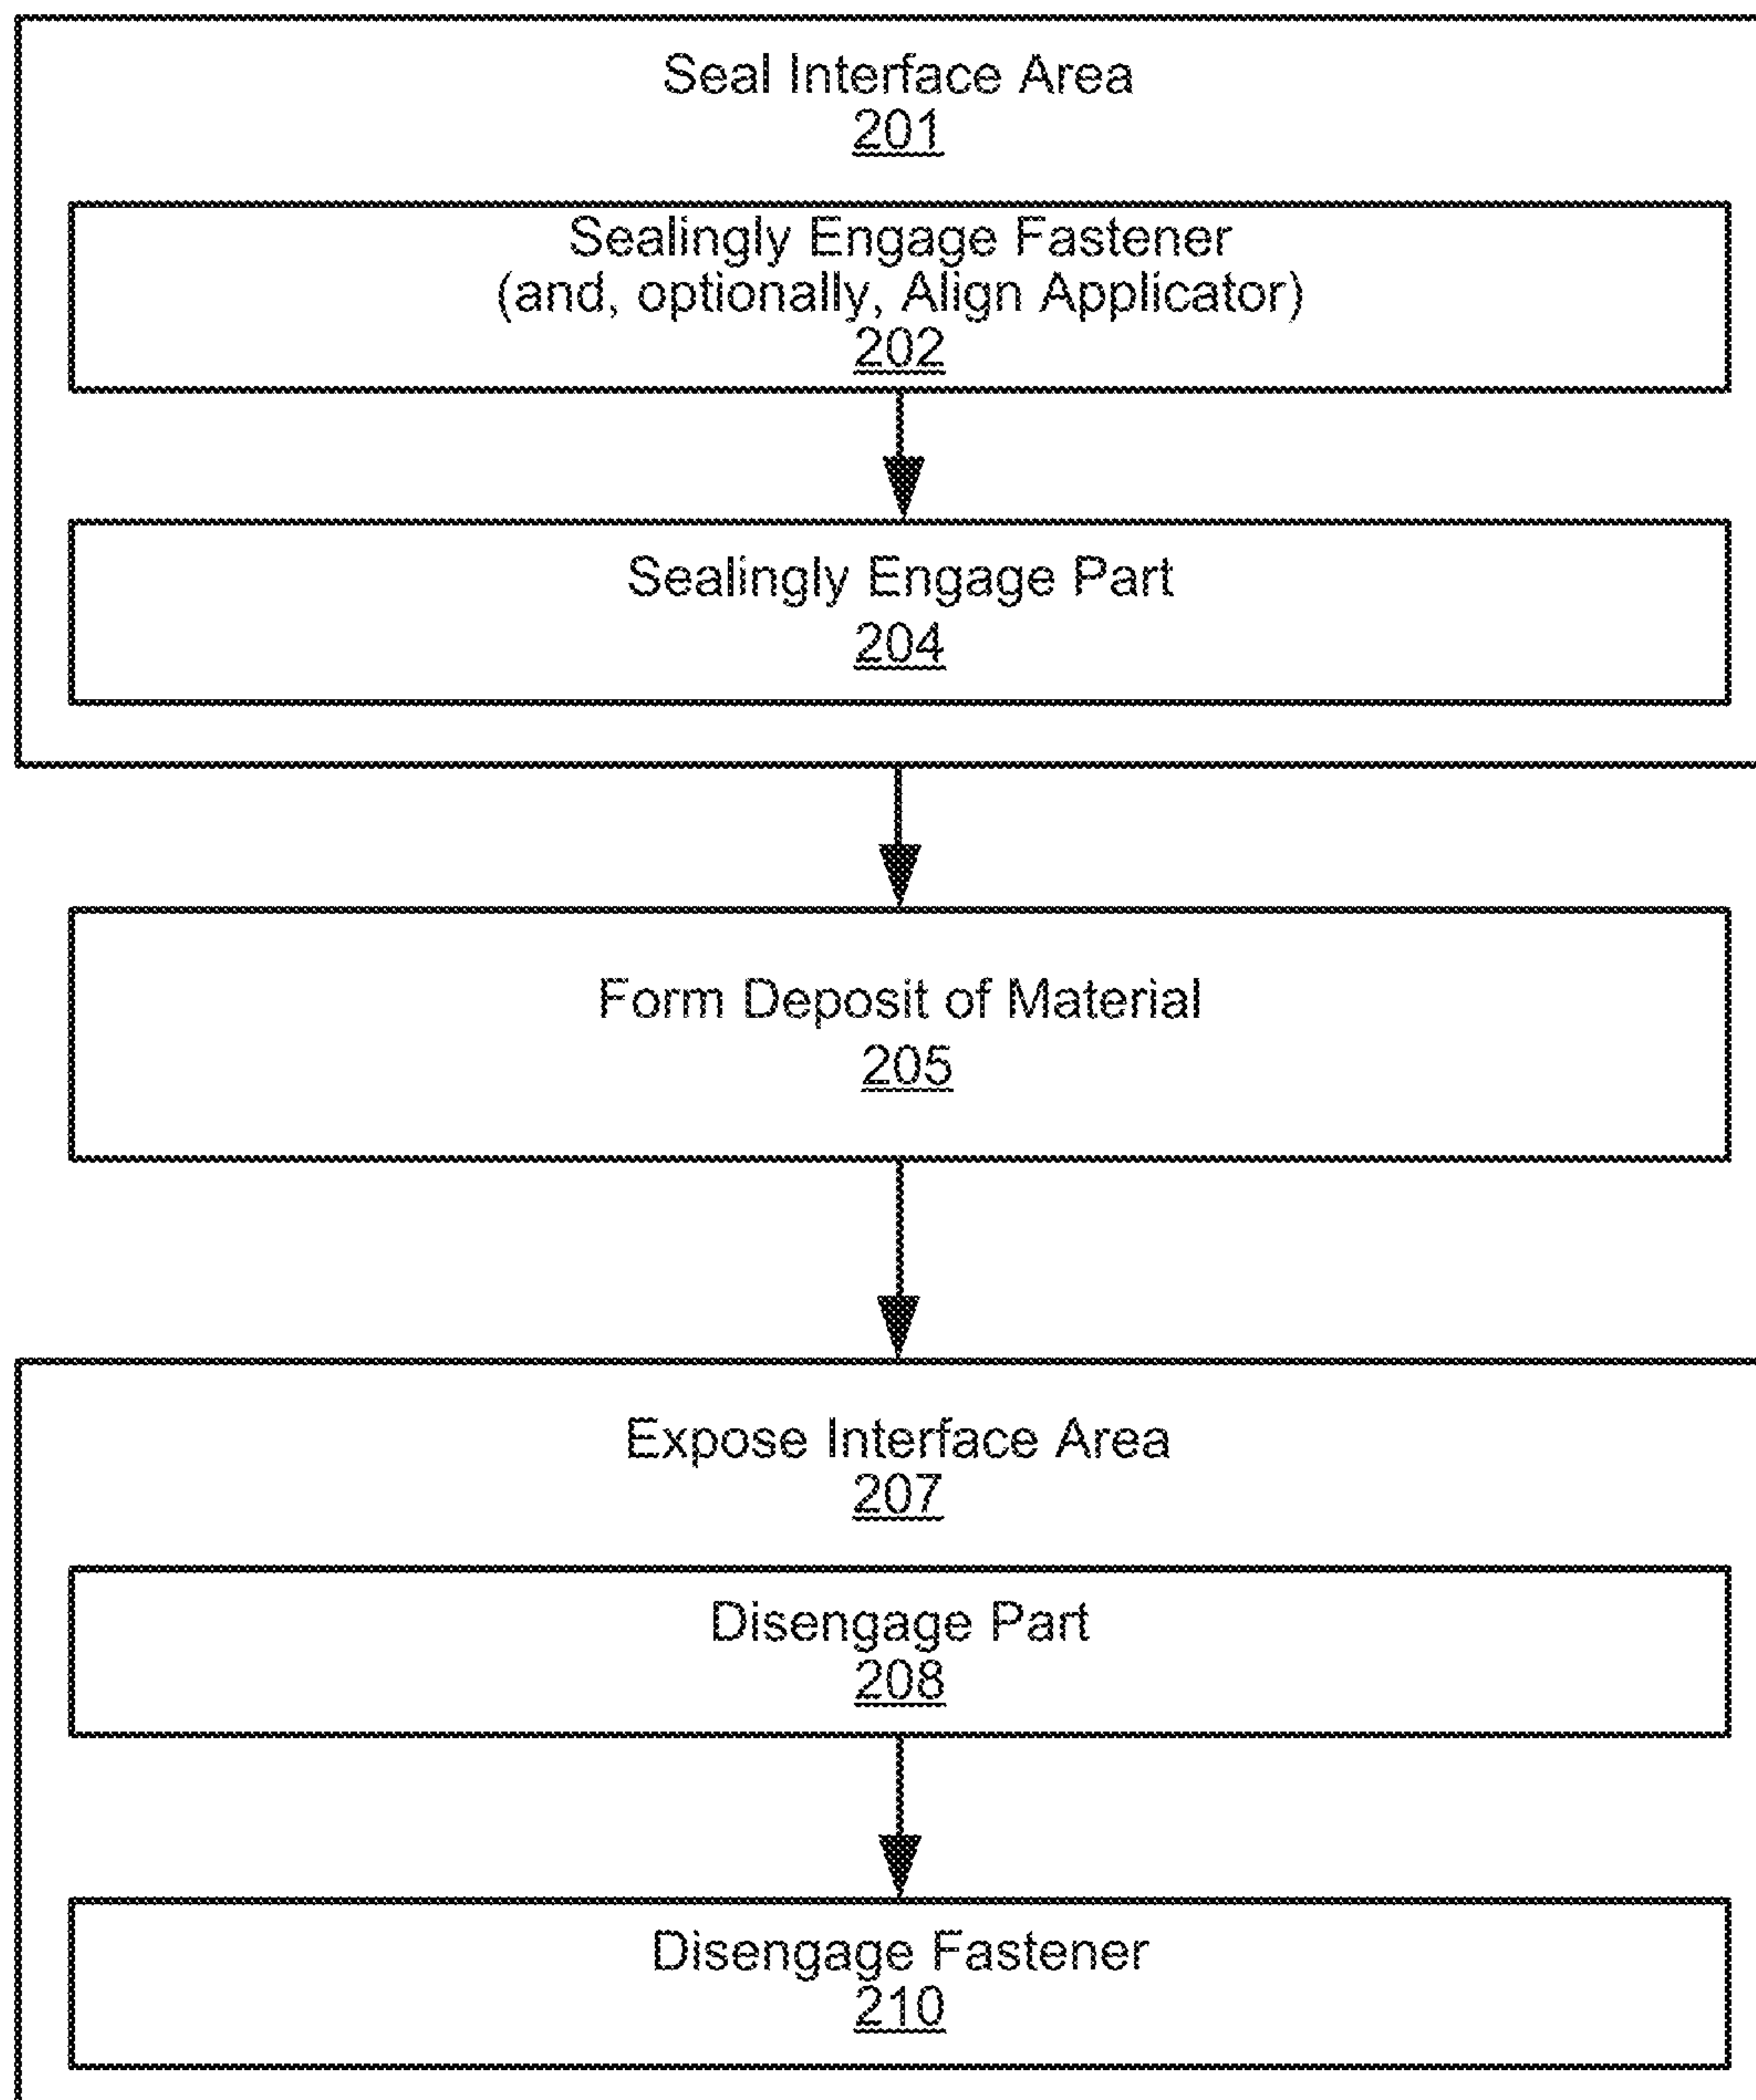 Seal Interface Area
201
Sealingly Engage Fastener
(and, optionally, Align Applicator)
202
Sealingly Engage Part
204
Form Deposit of Material
205
Expose Interface Area
207
Disengage Part
208
Disengage Fastener
210